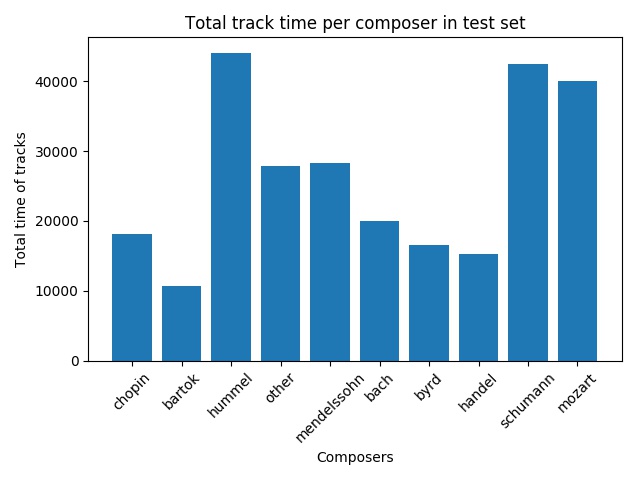 Total track time per composer in test set
Total time of tracks
40000
30000
20000
10000
0
chopin
bartok
hummel
other
mendelssohn
bach
byrd
handel
schumann
mozart
Composers